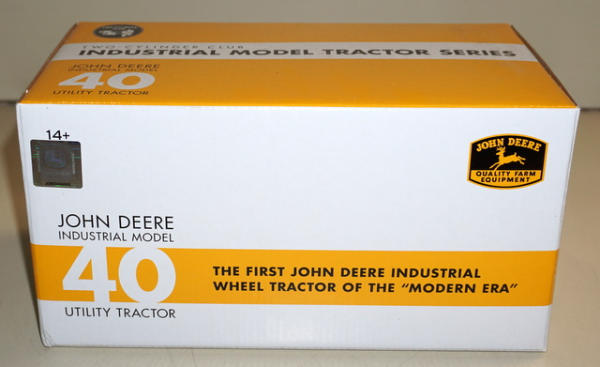 TWO-CYLINDER CLUB
INDUSTRIAL MODEL TRACTOR SERIES
JOHN DEERE
INDUSTRIAL MODEL
40
UTILITY TRACTOR
14+
JOHN DEERE
QUALITY FARM
EQUIPMENT
JOHN DEERE
INDUSTRIAL MODEL
40
UTILITY TRACTOR
THE FIRST JOHN DEERE INDUSTRIAL
WHEEL TRACTOR OF THE "MODERN ERA"